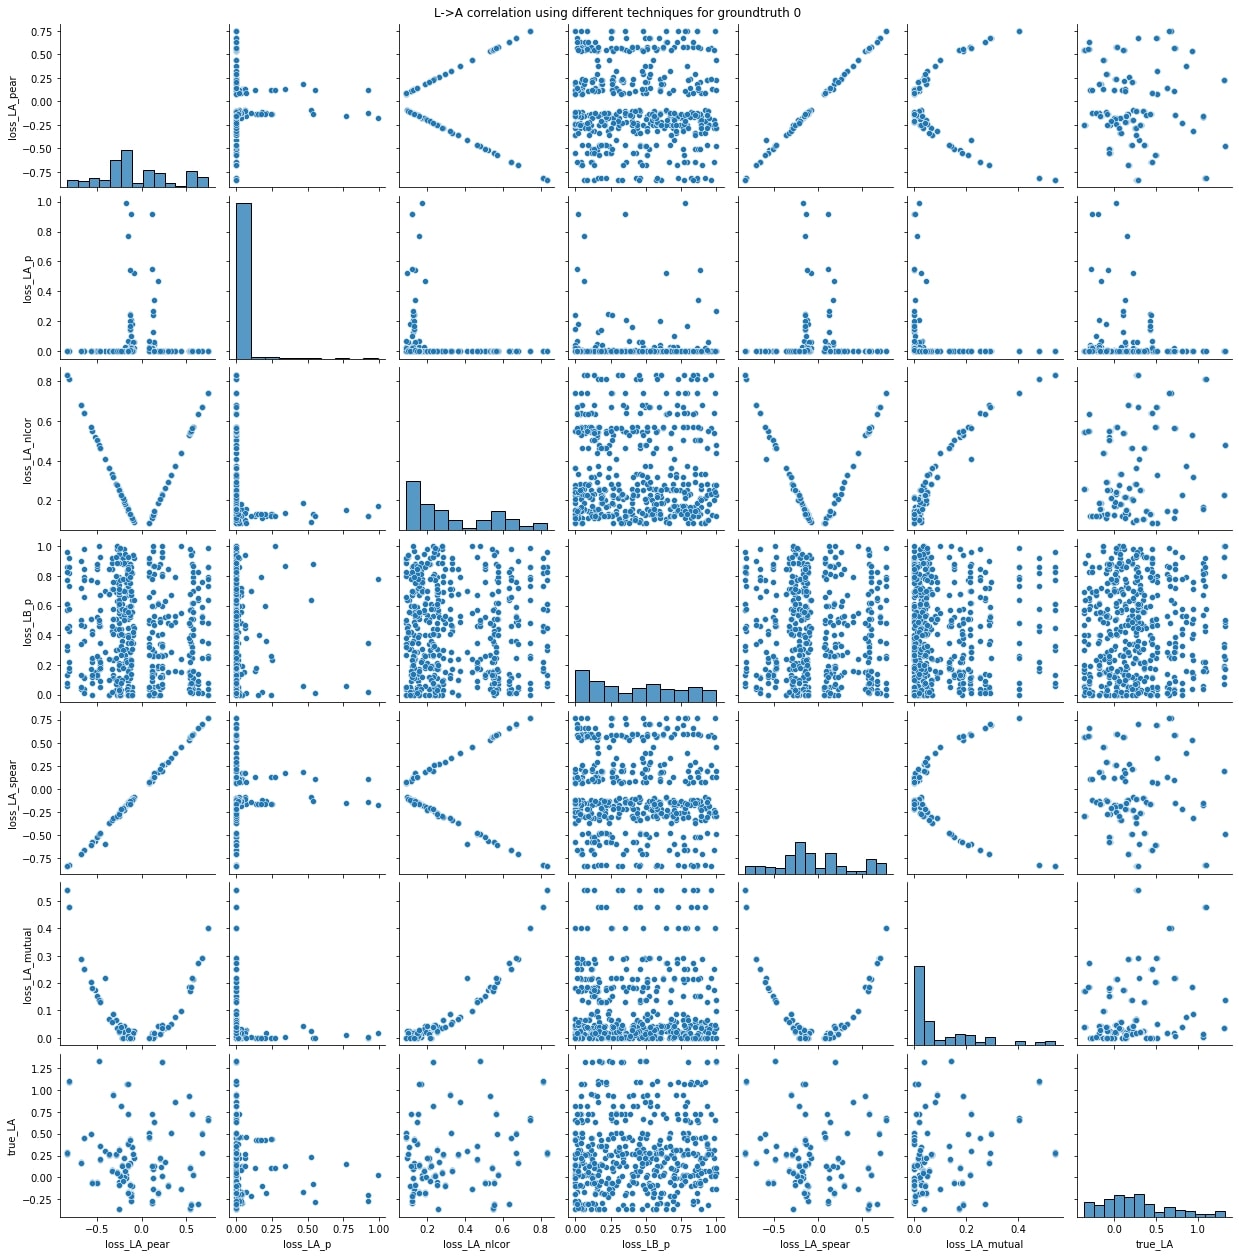 L->A correlation using different techniques for groundtruth 0
loss_LA_pear
0.75
0.50
0.25
0.00
−0.25
−0.50
−0.75
loss_LA_p
1.0
0.8
0.6
0.4
0.2
0.0
loss_LA_nlcor
0.8
0.6
0.4
0.2
loss_LB_p
1.0
0.8
0.6
0.4
0.2
0.0
loss_LA_spear
0.75
0.50
0.25
0.00
−0.25
−0.50
−0.75
loss_LA_mutual
0.5
0.4
0.3
0.2
0.1
0.0
true_LA
1.25
1.00
0.75
0.50
0.25
0.00
−0.25
−0.5 0.0 0.5
0.00 0.25 0.50 0.75 1.00
0.2 0.4 0.6 0.8
0.00 0.25 0.50 0.75 1.00
−0.5 0.0 0.5
0.0 0.2 0.4
0.0 0.5 1.0
loss_LA_pear
loss_LA_p
loss_LA_nlcor
loss_LB_p
loss_LA_spear
loss_LA_mutual
true_LA